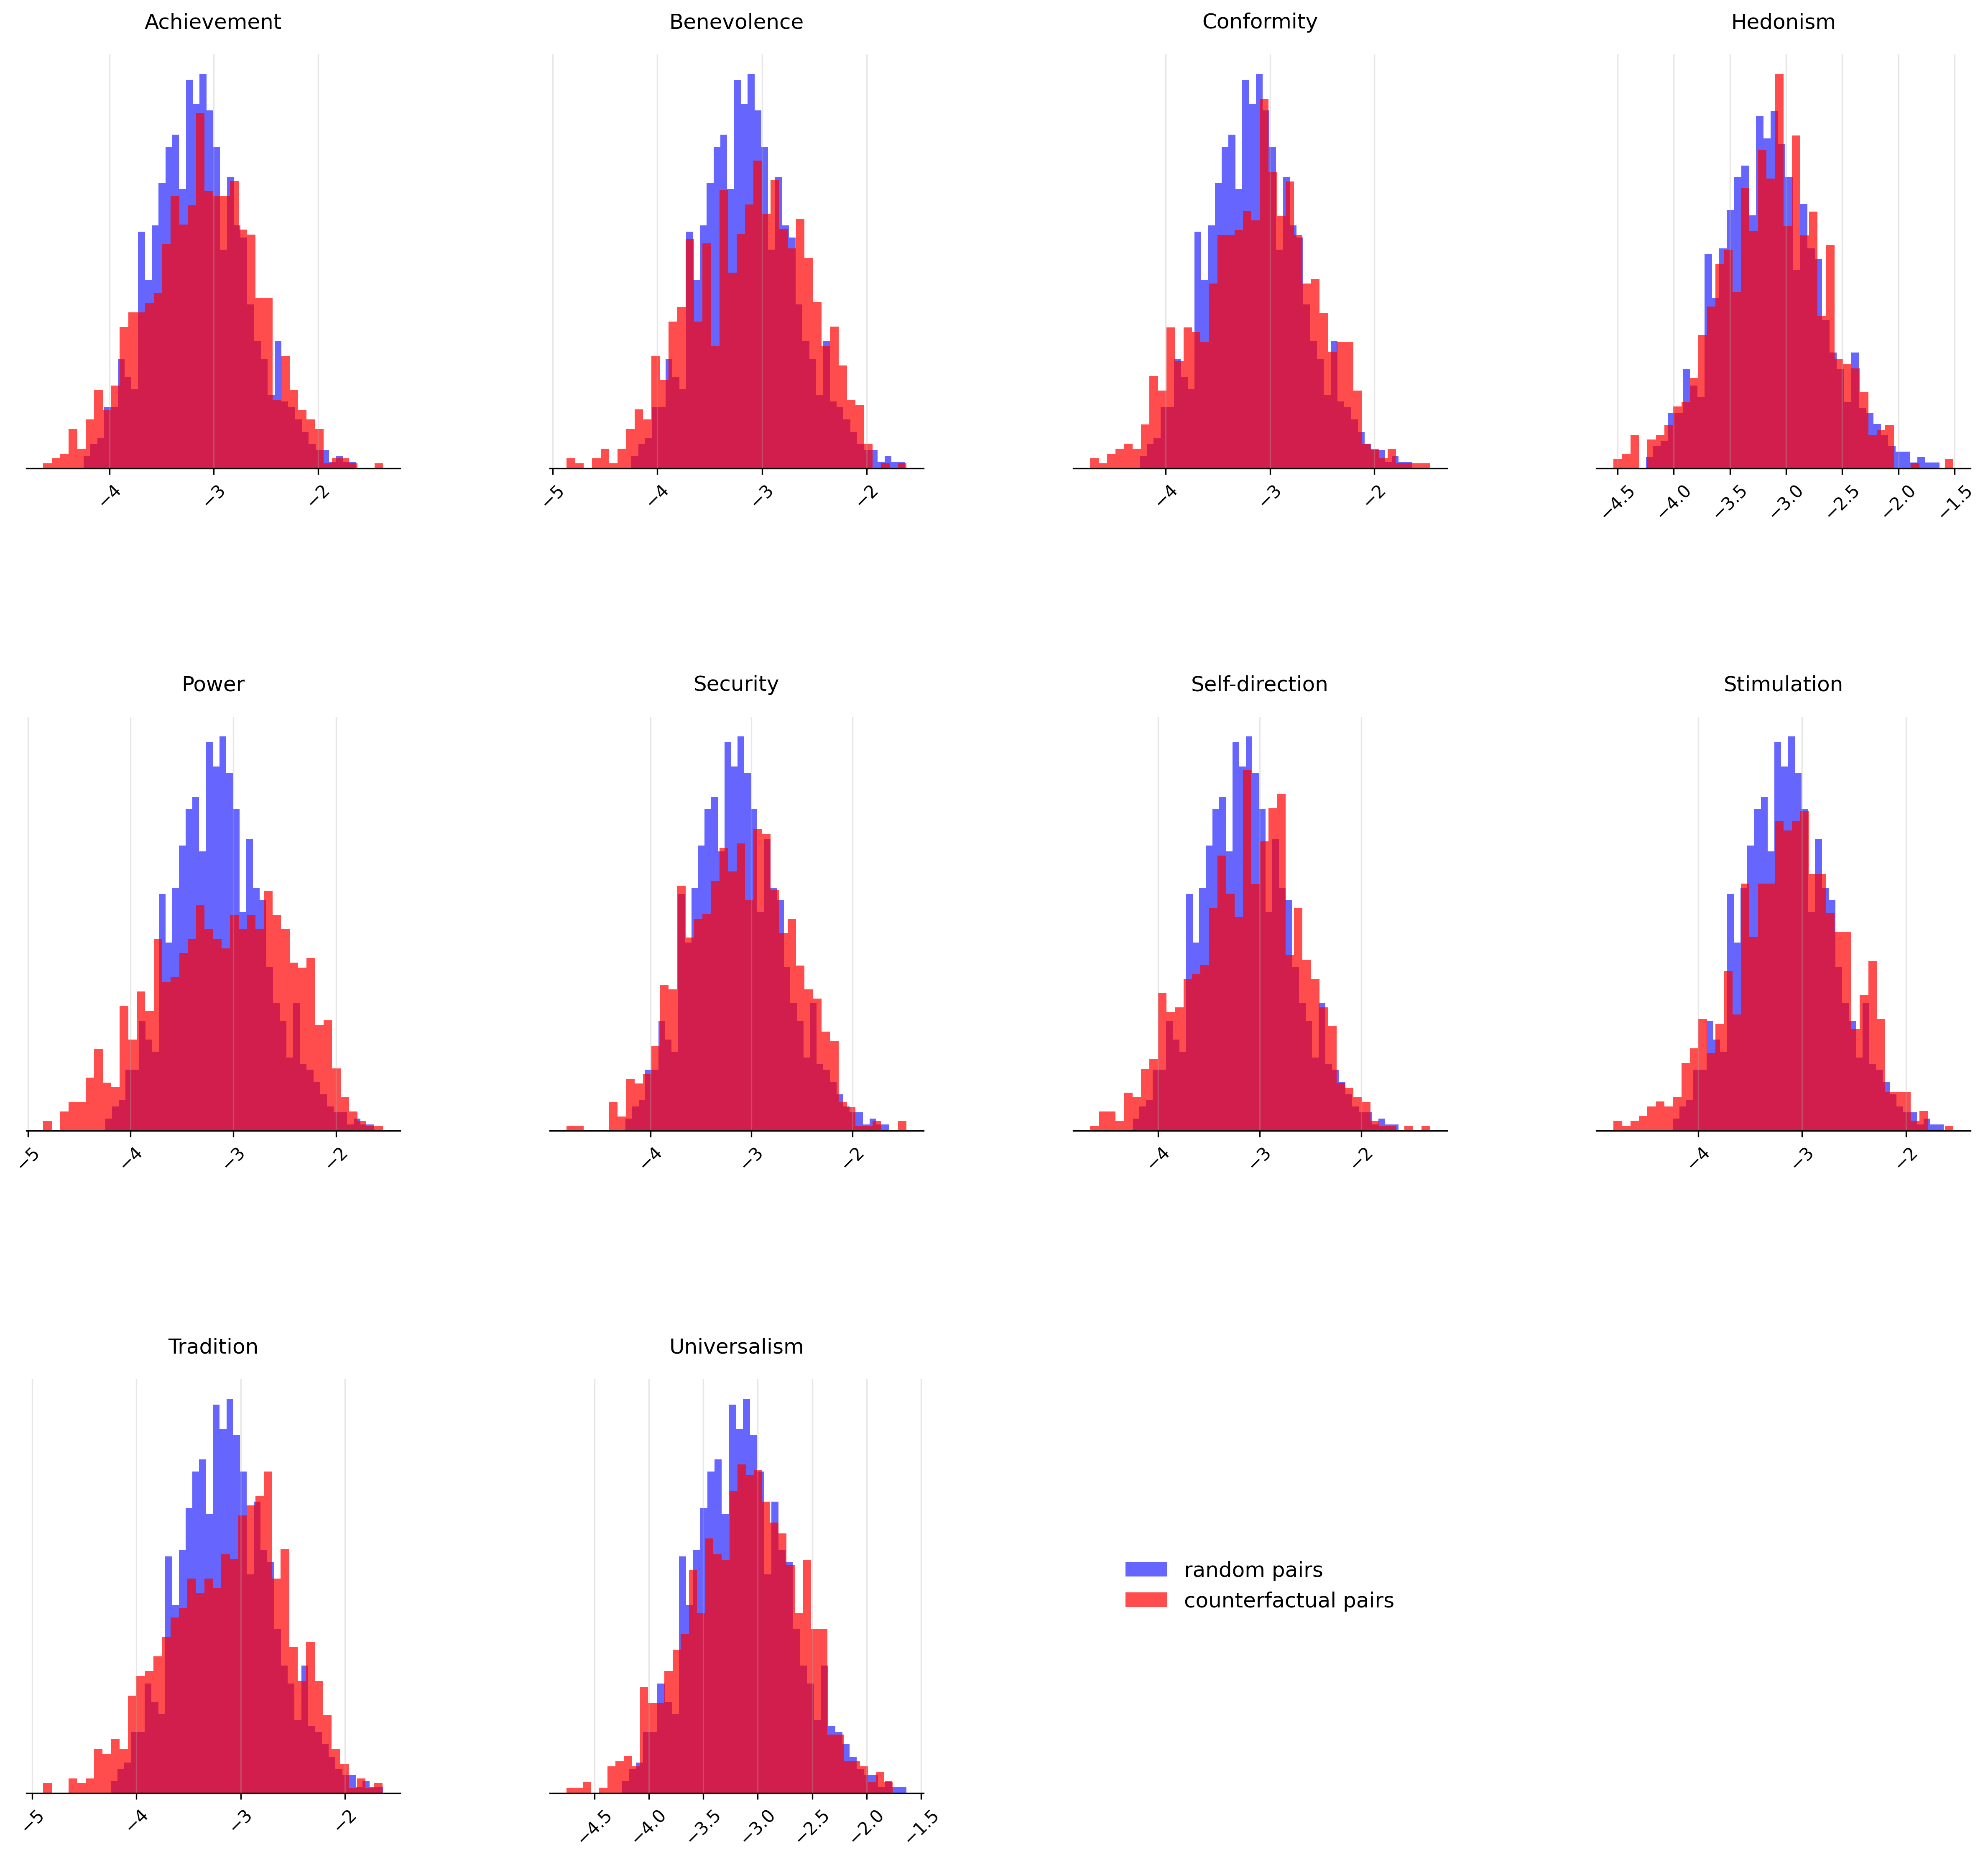 Achievement Benevolence Conformity Hedonism
−4 −3 −2 −5 −4 −3 −2 −4 −3 −2 −4.5 −4.0 −3.5 −3.0 −2.5 −2.0 −1.5
Power Security Self-direction Stimulation
−5 −4 −3 −2 −4 −3 −2 −4 −3 −2 −4 −3 −2
Tradition Universalism
random pairs
counterfactual pairs
−5 −4 −3 −2 −4.5 −4.0 −3.5 −3.0 −2.5 −2.0 −1.5